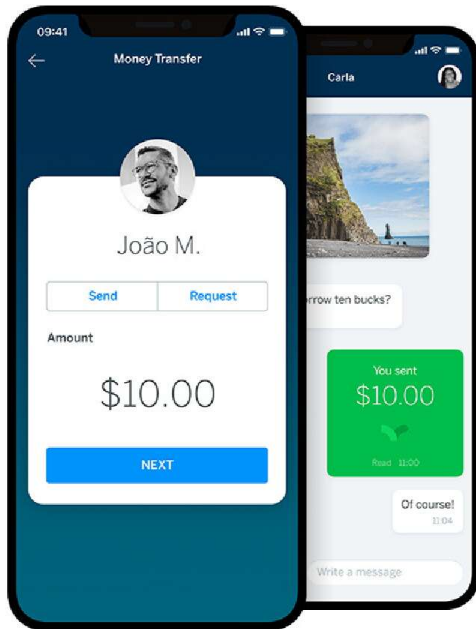 09:41
Money Transfer
João M.
Send
Request
Amount
$10.00
NEXT
Carla
rrow ten bucks?
You sent
$10.00
Read 11:00
Of course!
11:04
Write a message